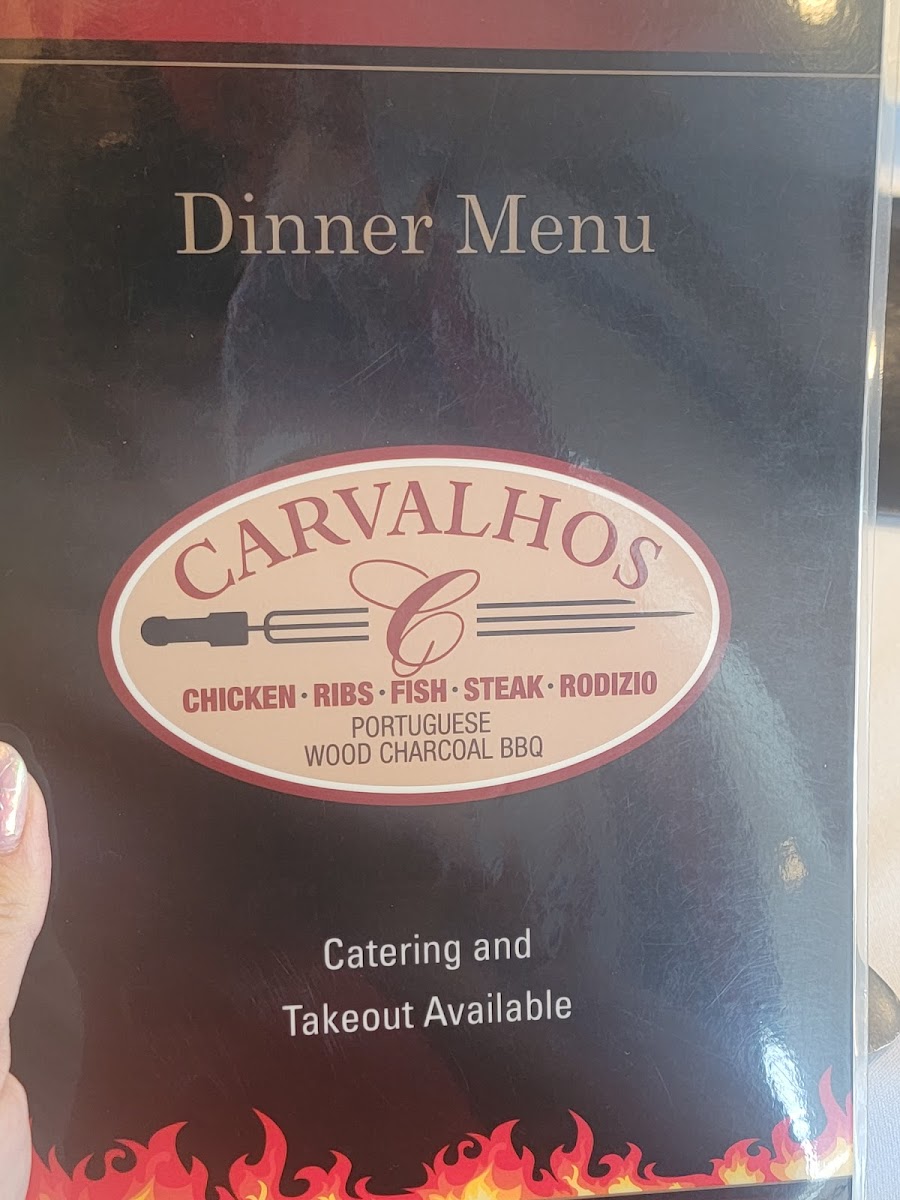 Dinner Menu
CARVALHOS
C
CHICKEN · RIBS · FISH · STEAK · RODIZIO
PORTUGUESE
WOOD CHARCOAL BBQ
Catering and
Takeout Available